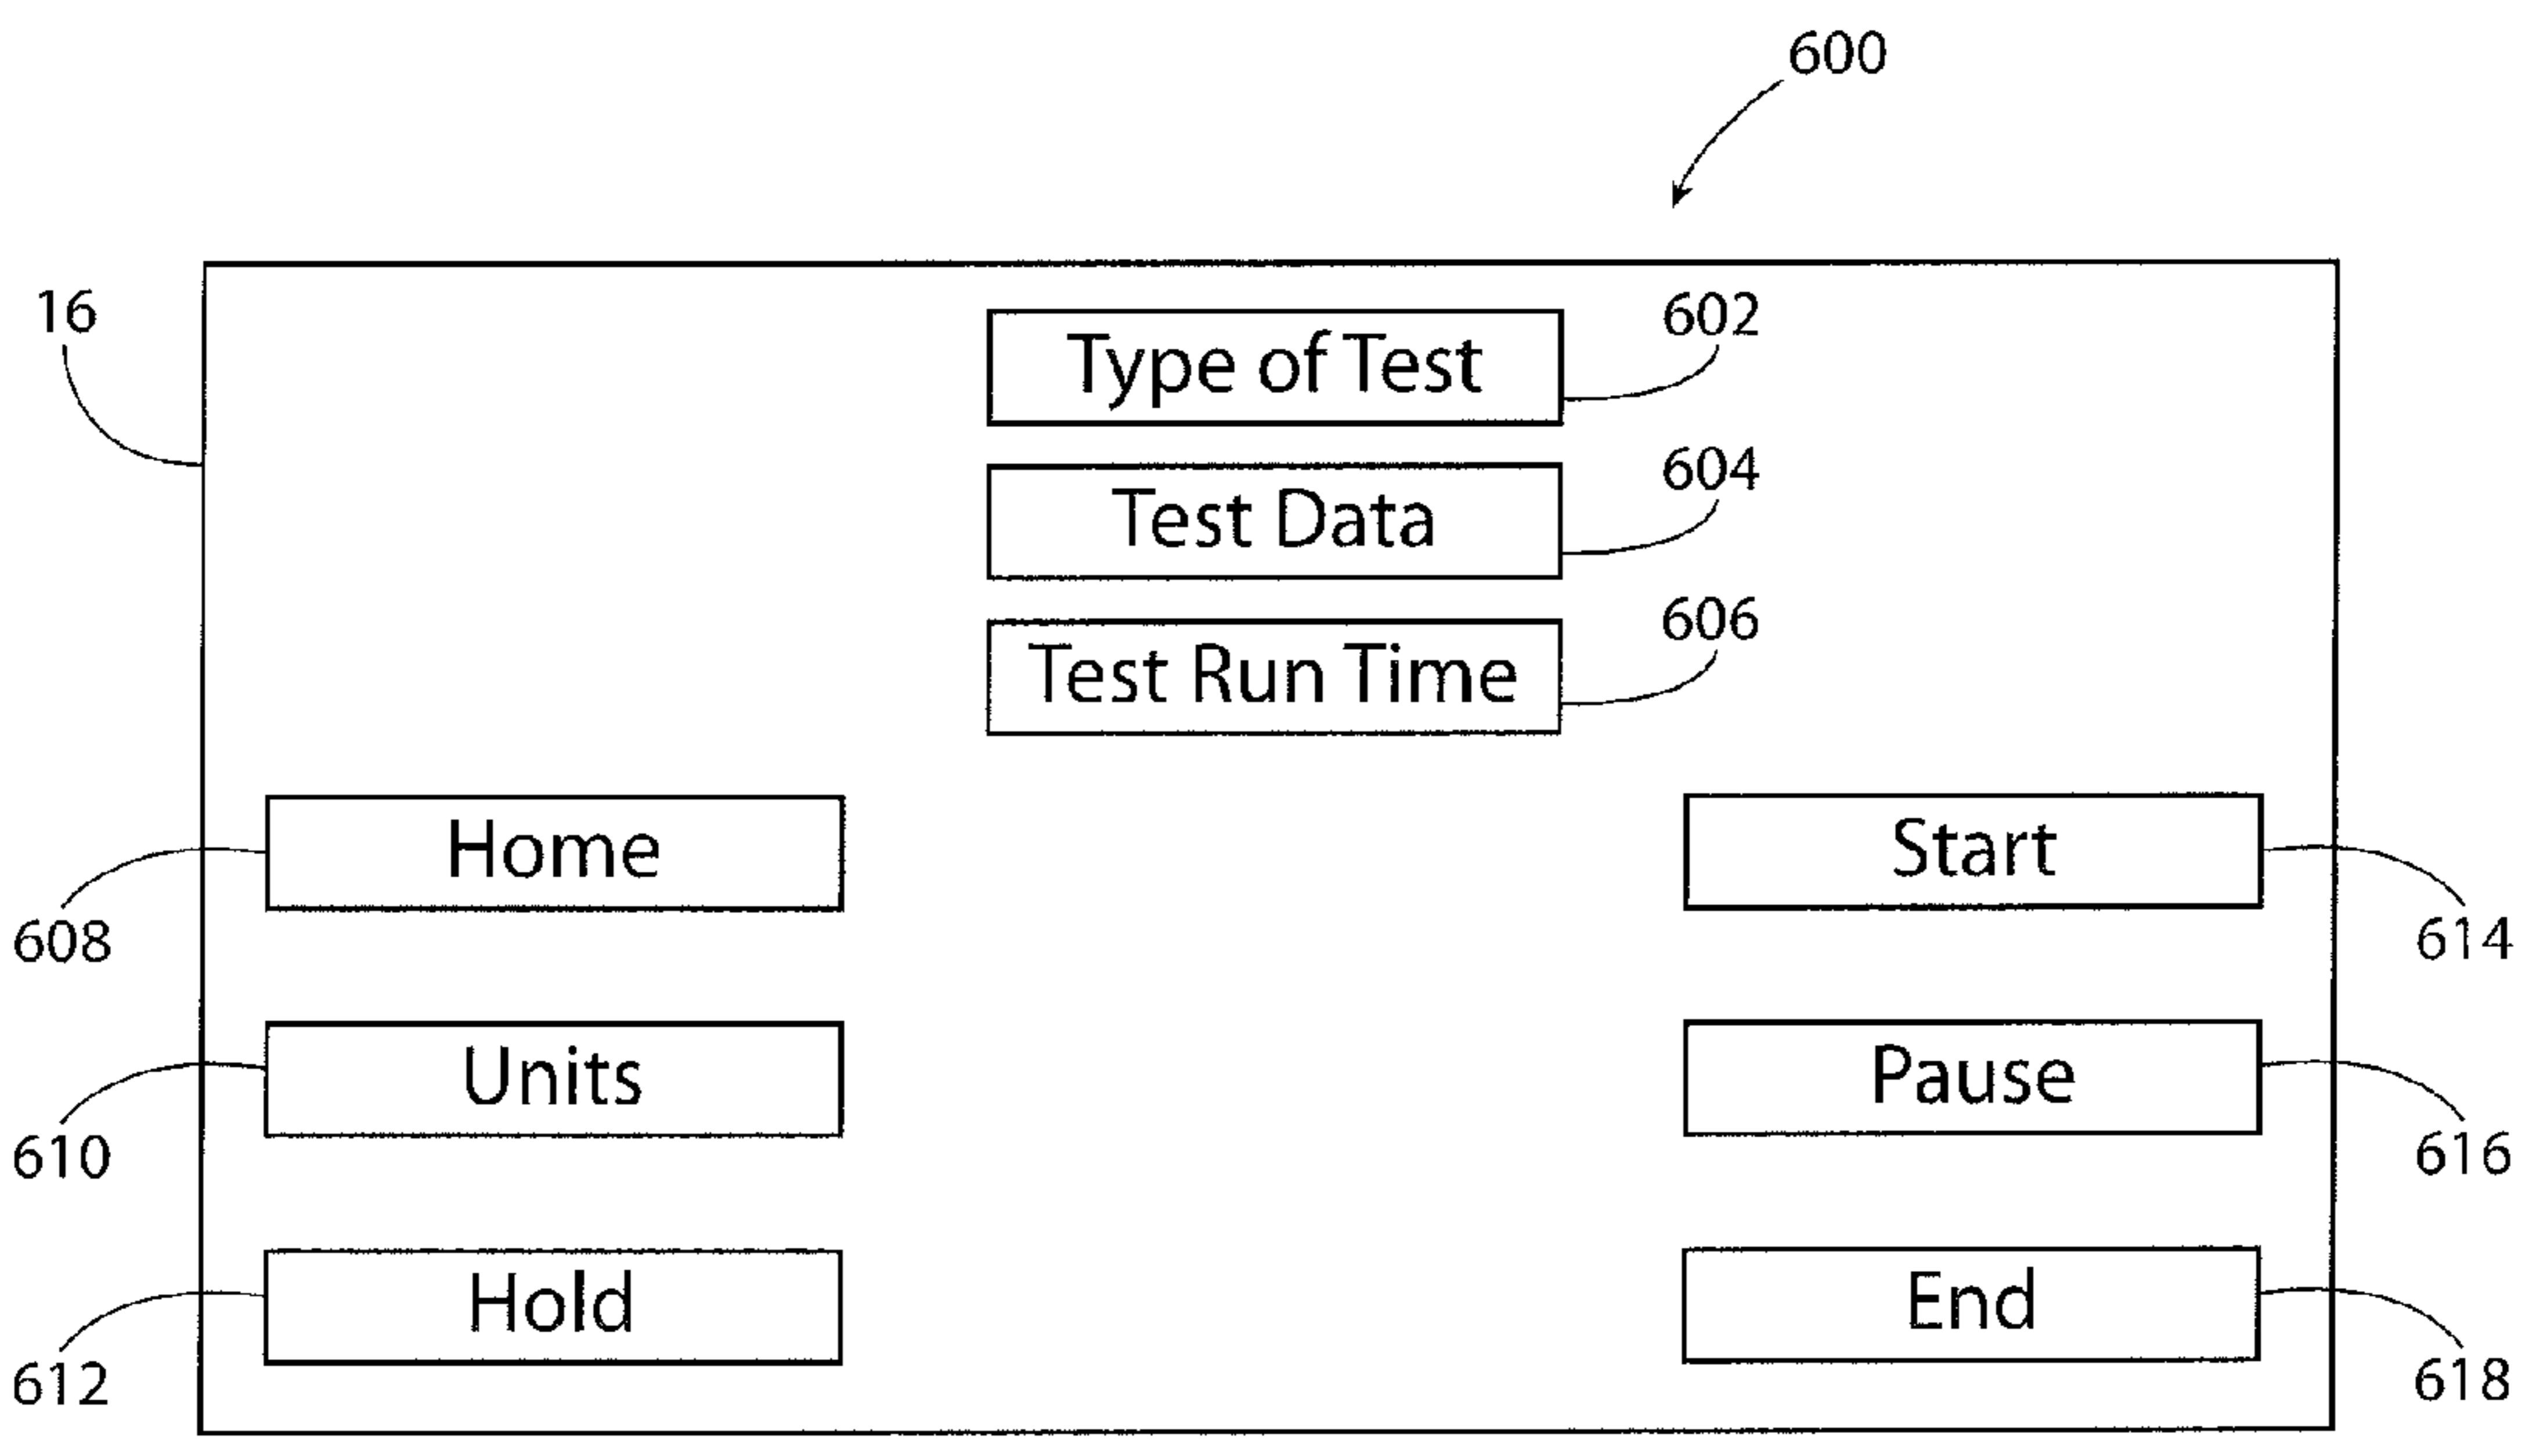 600
16
Type of Test
602
Test Data
604
Test Run Time
606
Home
608
Start
614
Units
610
Pause
616
Hold
612
End
618